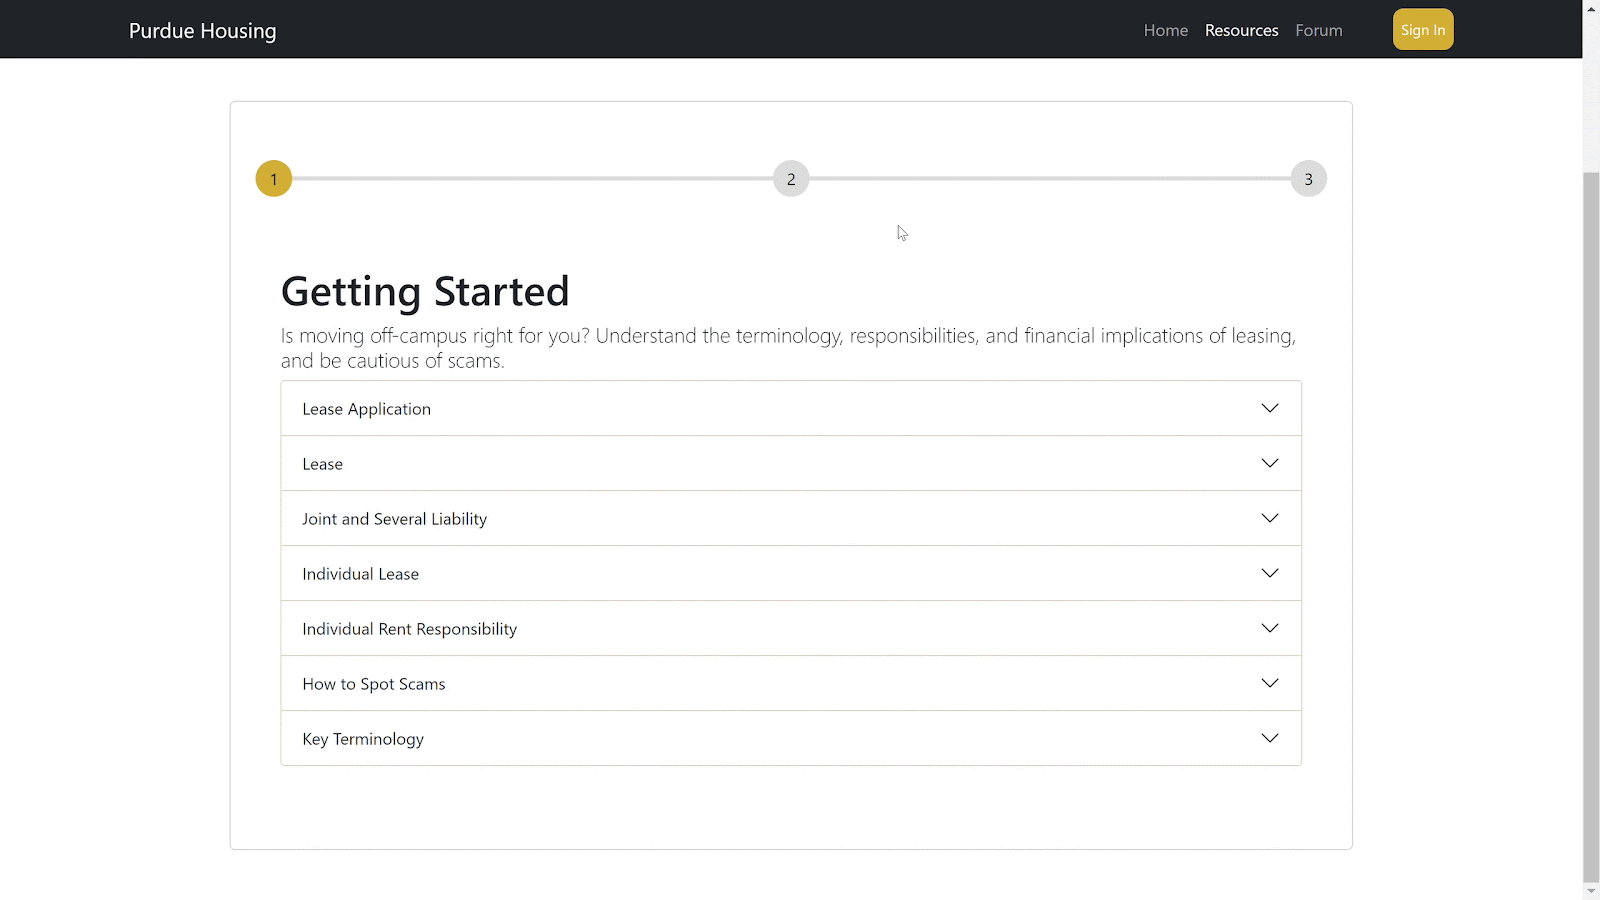 Purdue Housing
Home Resources Forum Sign In
1 2 3
Getting Started
Is moving off-campus right for you? Understand the terminology, responsibilities, and financial implications of leasing,
and be cautious of scams.
Lease Application
Lease
Joint and Several Liability
Individual Lease
Individual Rent Responsibility
How to Spot Scams
Key Terminology